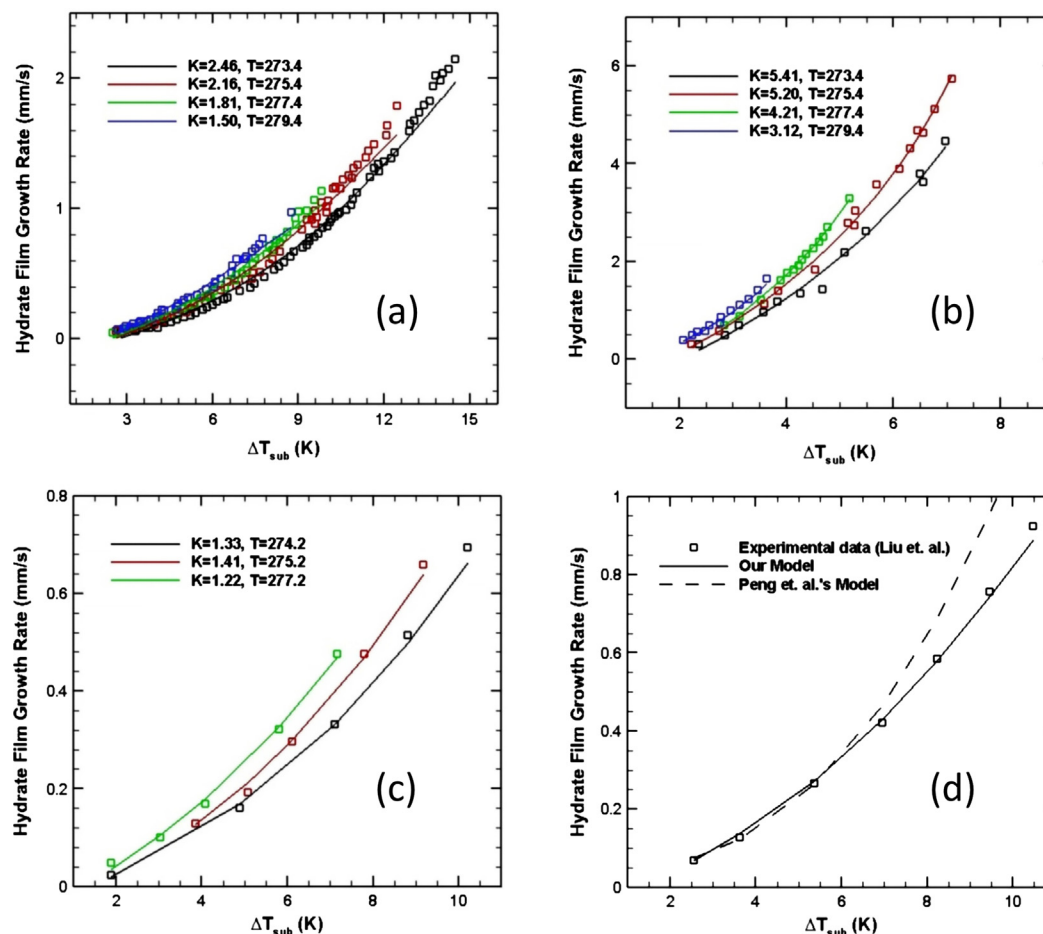 K=2.46, T=273.4
K=2.16, T=275.4
K=1.81, T=277.4
K=1.50, T=279.4
(a)
Hydrate Film Growth Rate (mm/s)
0
1
2
3
6
9
12
15
ΔTsub (K)
K=5.41, T=273.4
K=5.20, T=275.4
K=4.21, T=277.4
K=3.12, T=279.4
(b)
Hydrate Film Growth Rate (mm/s)
0
2
4
6
2
4
6
8
ΔTsub (K)
K=1.33, T=274.2
K=1.41, T=275.2
K=1.22, T=277.2
(c)
Hydrate Film Growth Rate (mm/s)
0
0.2
0.4
0.6
0.8
2
4
6
8
10
ΔTsub (K)
Experimental data (Liu et. al.)
Our Model
Peng et. al.'s Model
(d)
Hydrate Film Growth Rate (mm/s)
0
0.2
0.4
0.6
0.8
1
2
4
6
8
10
ΔTsub (K)